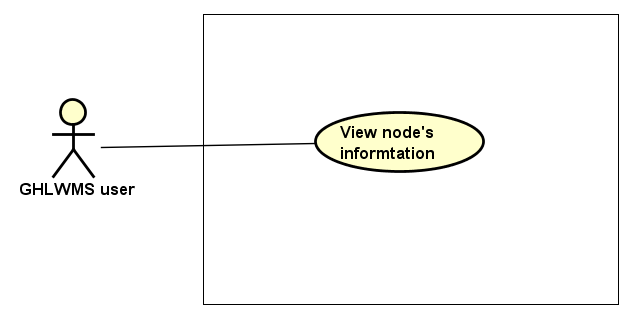 View node's
informtation
GHLWMS user